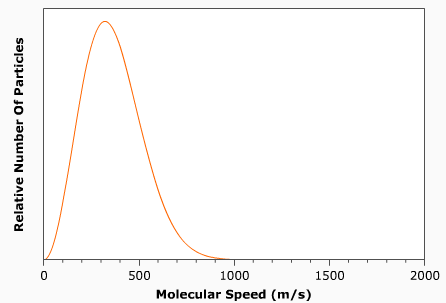 Relative Number Of Particles
0 500 1000 1500 2000
Molecular Speed (m/s)